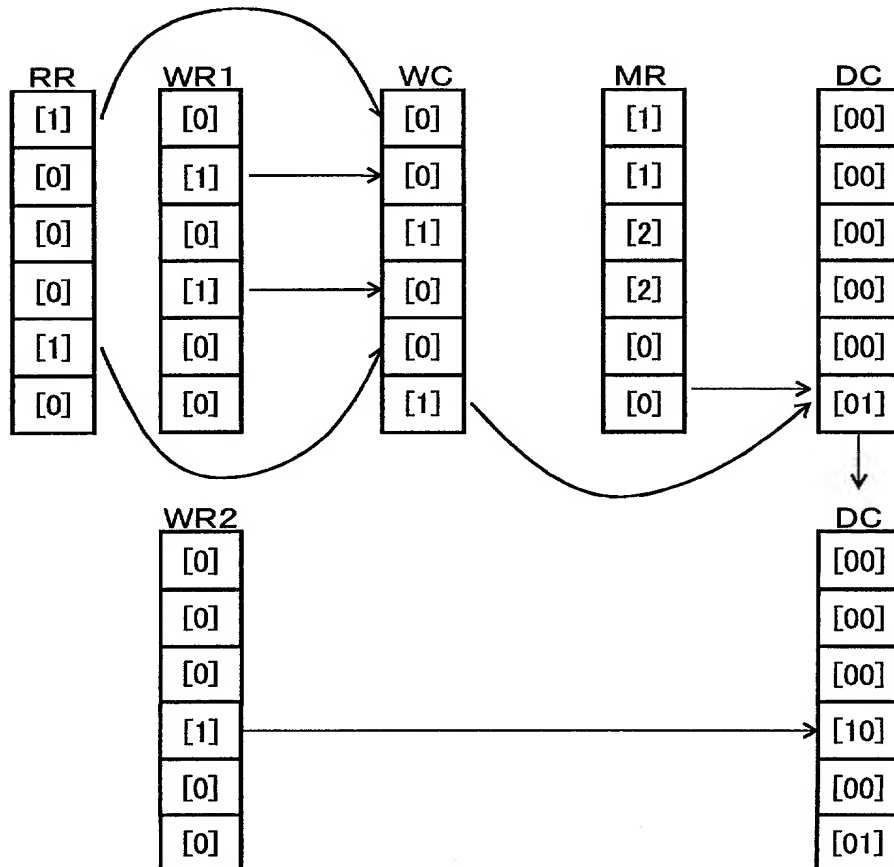 RR WR1 WC MR DC
[1] [0] [0] [1] [00]
[0] [1] [0] [1] [00]
[0] [0] [1] [2] [00]
[0] [1] [0] [2] [00]
[1] [0] [0] [0] [00]
[0] [0] [1] [0] [01]
WR2 DC
[0] [00]
[0] [00]
[0] [00]
[1] [10]
[0] [00]
[0] [01]